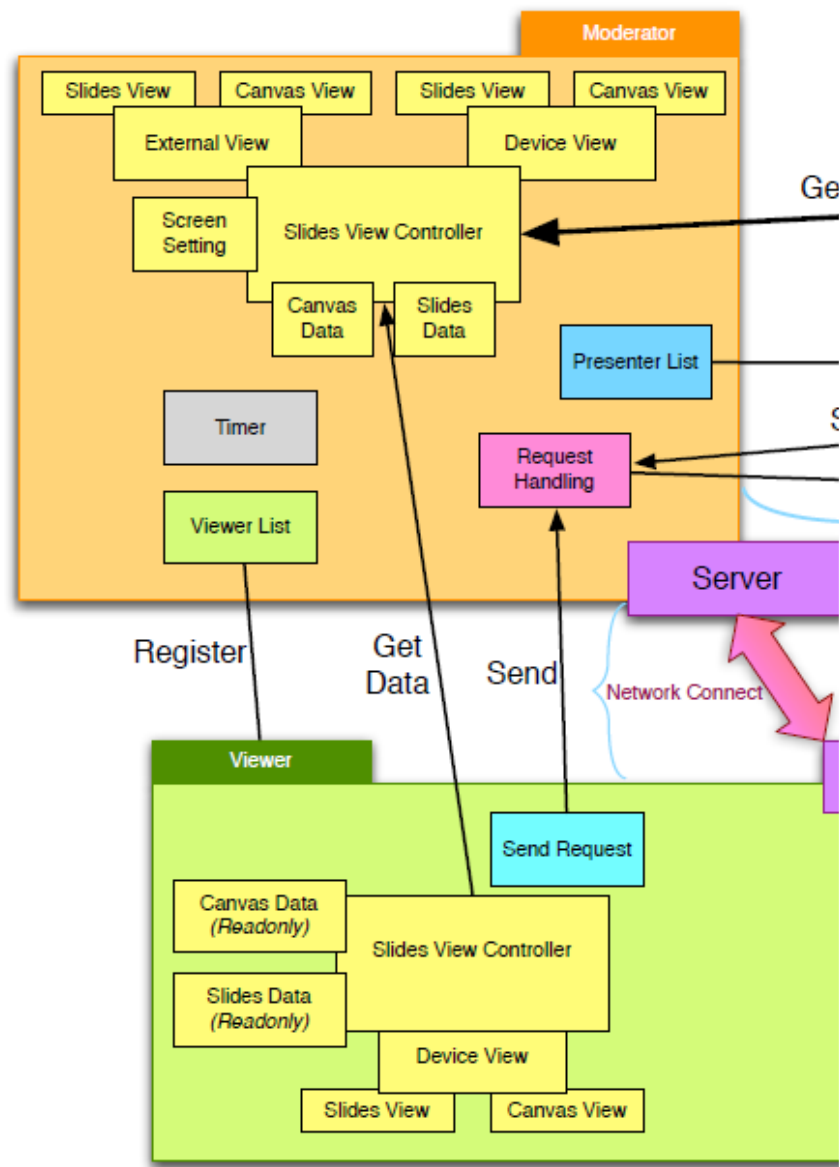 Moderator
Slides View
Canvas View
Slides View
Canvas View
External View
Device View
Ge
Screen
Setting
Slides View Controller
Canvas
Data
Slides
Data
Presenter List
Timer
S
Request
Handling
Viewer List
Server
Register
Get
Data
Send
Network Connect
Viewer
Send Request
Canvas Data
(Readonly)
Slides View Controller
Slides Data
(Readonly)
Device View
Slides View
Canvas View